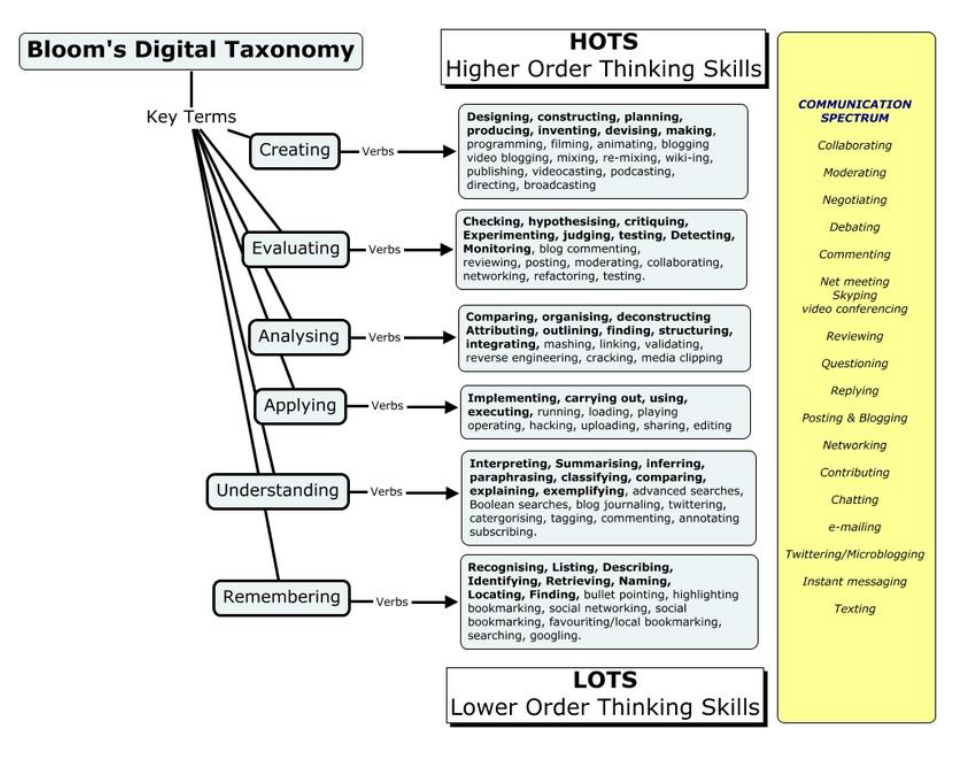 Bloom's Digital Taxonomy
HOTS
Higher Order Thinking Skills
Key Terms
Creating
Verbs
Designing, constructing, planning,
producing, inventing, devising, making,
programming, filming, animating, blogging
video blogging, mixing, re-mixing, wiki-ing,
publishing, videocasting, podcasting,
directing, broadcasting
Evaluating
Verbs
Checking, hypothesising, critiquing,
Experimenting, judging, testing, Detecting,
Monitoring, blog commenting,
reviewing, posting, moderating, collaborating,
networking, refactoring, testing.
Analysing
Verbs
Comparing, organising, deconstructing
Attributing, outlining, finding, structuring,
integrating, mashing, linking, validating,
reverse engineering, cracking, media clipping
Applying
Verbs
Implementing, carrying out, using,
executing, running, loading, playing
operating, hacking, uploading, sharing, editing
Understanding
Verbs
Interpreting, Summarising, inferring,
paraphrasing, classifying, comparing,
explaining, exemplifying, advanced searches,
Boolean searches, blog journaling, twittering,
catergorising, tagging, commenting, annotating
subscribing.
Remembering
Verbs
Recognising, Listing, Describing,
Identifying, Retrieving, Naming,
Locating, Finding, bullet pointing, highlighting
bookmarking, social networking, social
bookmarking, favouriting/local bookmarking,
searching, googling.
LOTS
Lower Order Thinking Skills
COMMUNICATION
SPECTRUM
Collaborating
Moderating
Negotiating
Debating
Commenting
Net meeting
Skyping
video conferencing
Reviewing
Questioning
Replying
Posting & Blogging
Networking
Contributing
Chatting
e-mailing
Twittering/Microblogging
Instant messaging
Texting